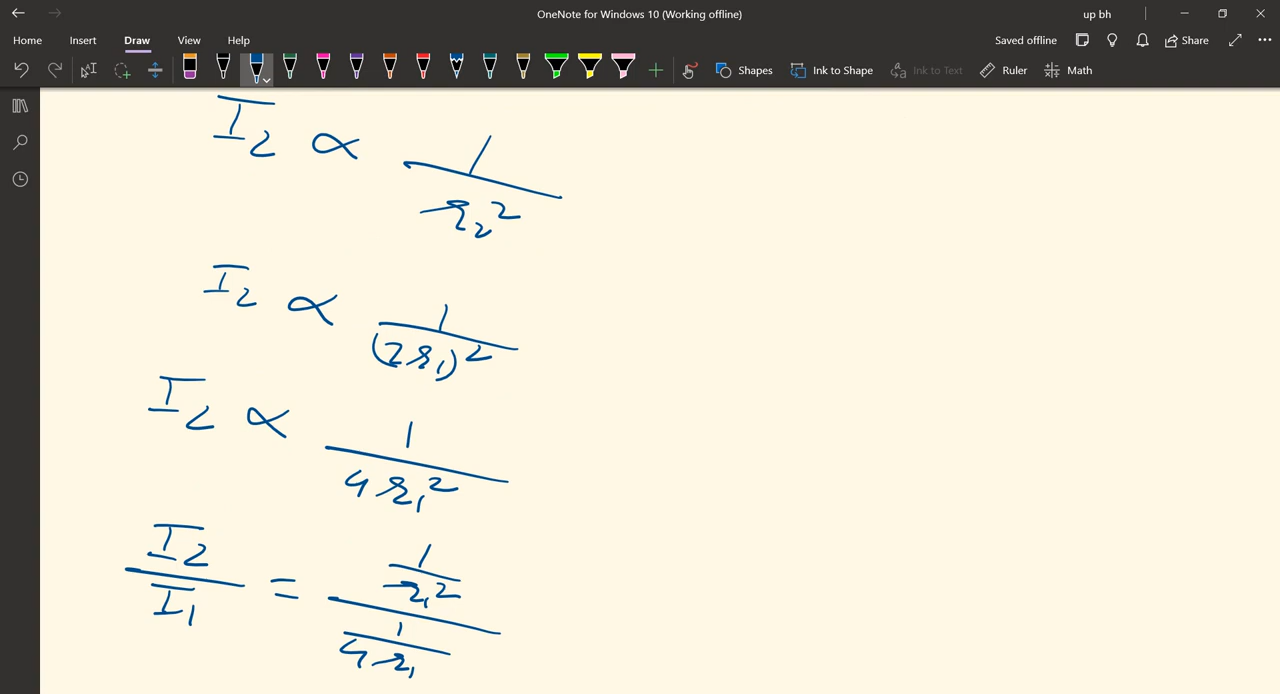 OneNote for Windows 10 (Working offline)
up bh
Home Insert Draw View Help
Saved offline
Share
Shapes
Ink to Shape
Ink to Text
Ruler
Math
I₂ ∝ 1/r₂²
I₂ ∝ 1/(2r₁)²
I₂ ∝ 1/4r₁²
I₂/I₁ = (1/r₁²)/(1/4r₁)